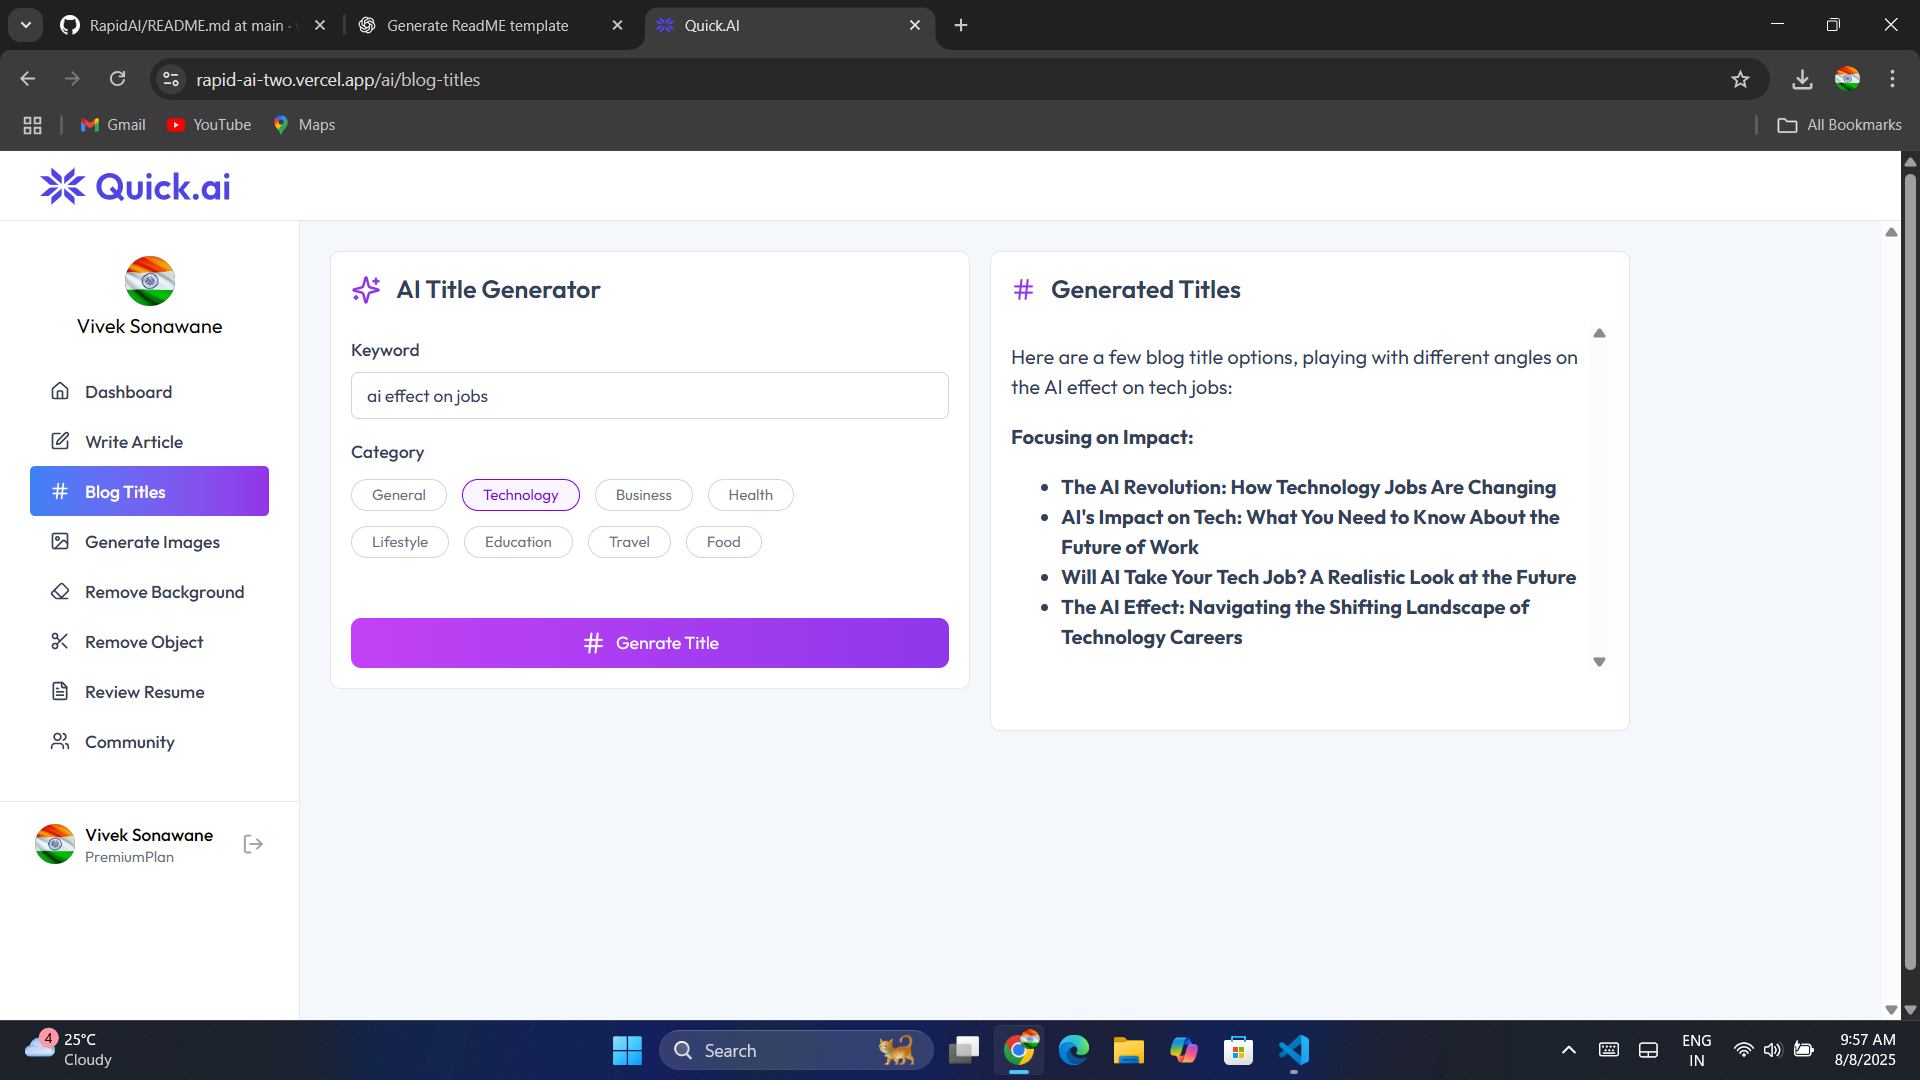 RapidAI/README.md at main ·
Generate ReadME template
Quick.AI
rapid-ai-two.vercel.app/ai/blog-titles
Gmail
YouTube
Maps
All Bookmarks
Quick.ai
Vivek Sonawane
Dashboard
Write Article
Blog Titles
Generate Images
Remove Background
Remove Object
Review Resume
Community
Vivek Sonawane
PremiumPlan
AI Title Generator
Keyword
ai effect on jobs
Category
General Technology Business Health
Lifestyle Education Travel Food
Genrate Title
Generated Titles
Here are a few blog title options, playing with different angles on
the AI effect on tech jobs:
Focusing on Impact:
• The AI Revolution: How Technology Jobs Are Changing
• AI's Impact on Tech: What You Need to Know About the
Future of Work
• Will AI Take Your Tech Job? A Realistic Look at the Future
• The AI Effect: Navigating the Shifting Landscape of
Technology Careers
4
25°C
Cloudy
Search
ENG
IN
9:57 AM
8/8/2025